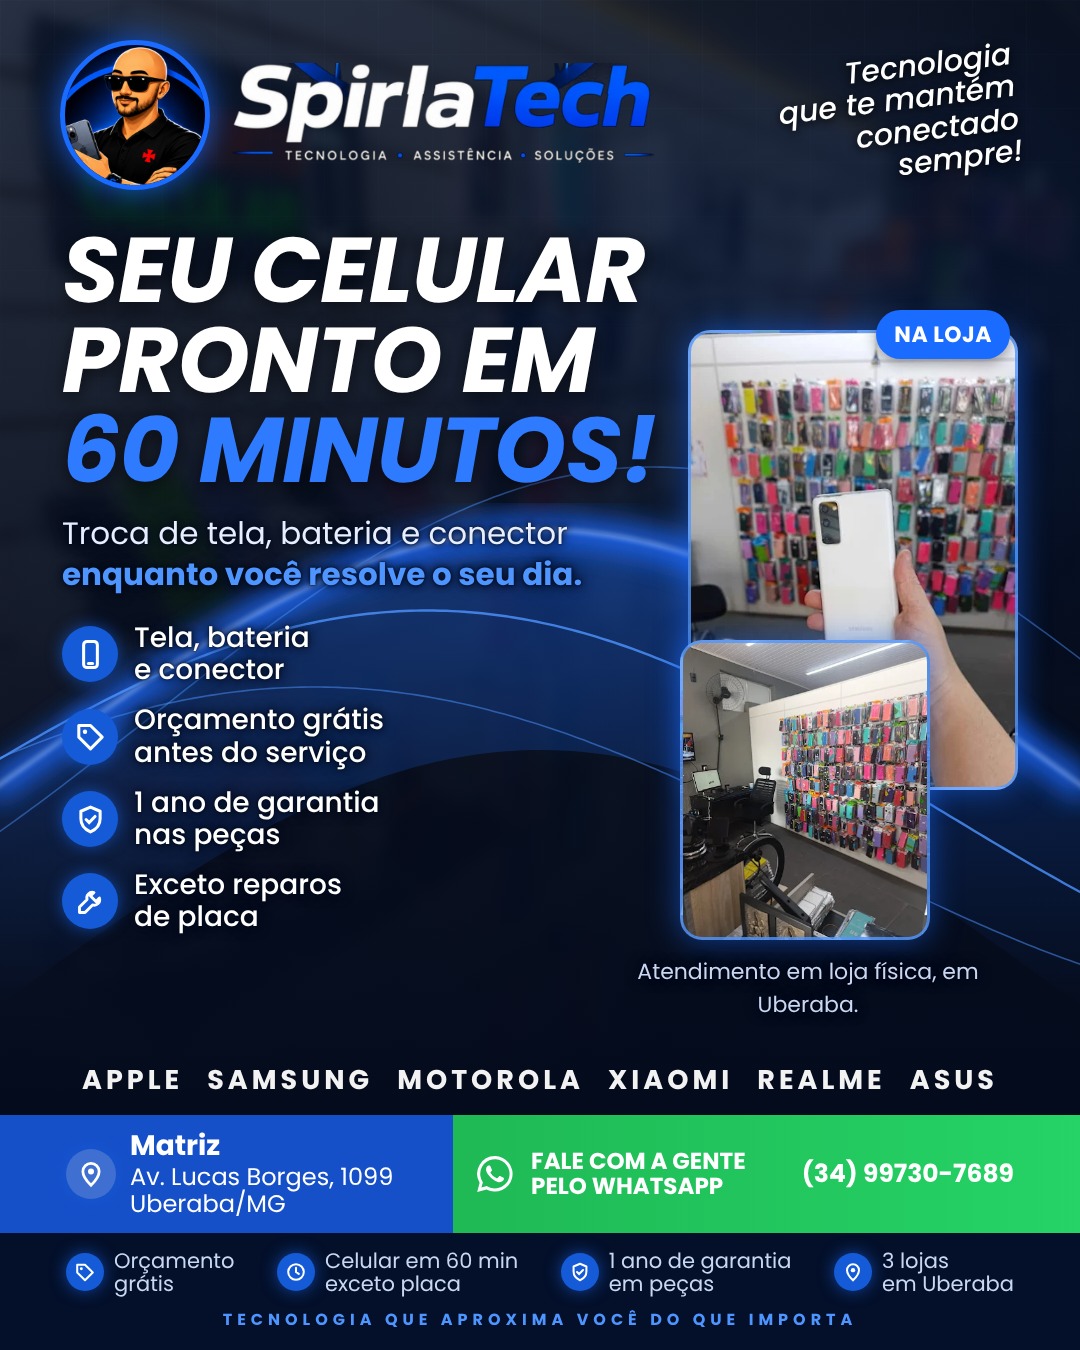 SpirlaTech
TECNOLOGIA • ASSISTÊNCIA • SOLUÇÕES
Tecnologia
que te mantém
conectado
sempre!
SEU CELULAR
PRONTO EM
60 MINUTOS!
Troca de tela, bateria e conector
enquanto você resolve o seu dia.
Tela, bateria
e conector
Orçamento grátis
antes do serviço
1 ano de garantia
nas peças
Exceto reparos
de placa
NA LOJA
Atendimento em loja física, em
Uberaba.
APPLE SAMSUNG MOTOROLA XIAOMI REALME ASUS
Matriz
Av. Lucas Borges, 1099
Uberaba/MG
FALE COM A GENTE
PELO WHATSAPP
(34) 99730-7689
Orçamento
grátis
Celular em 60 min
exceto placa
1 ano de garantia
em peças
3 lojas
em Uberaba
TECNOLOGIA QUE APROXIMA VOCÊ DO QUE IMPORTA